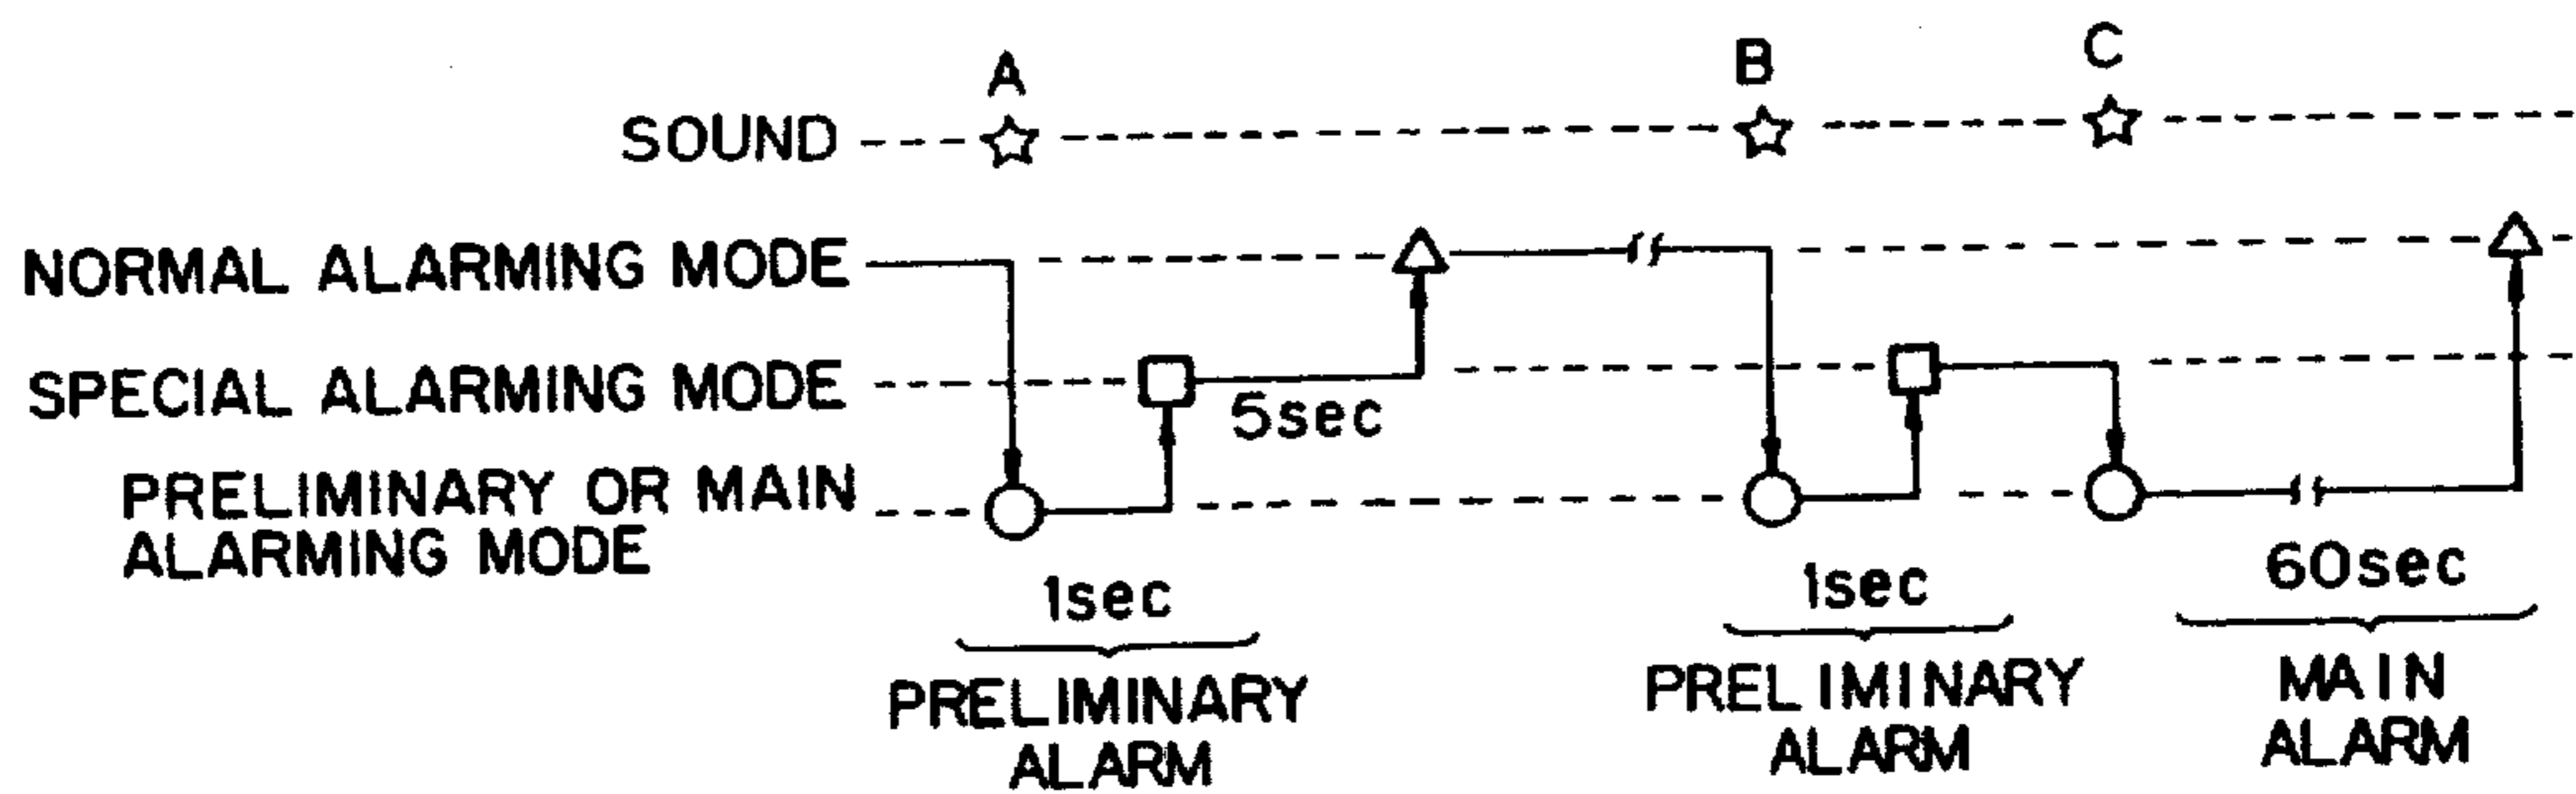 A
B
C
SOUND
NORMAL ALARMING MODE
SPECIAL ALARMING MODE
5sec
PRELIMINARY OR MAIN
ALARMING MODE
1sec
1sec
60sec
PRELIMINARY
ALARM
PRELIMINARY
ALARM
MAIN
ALARM